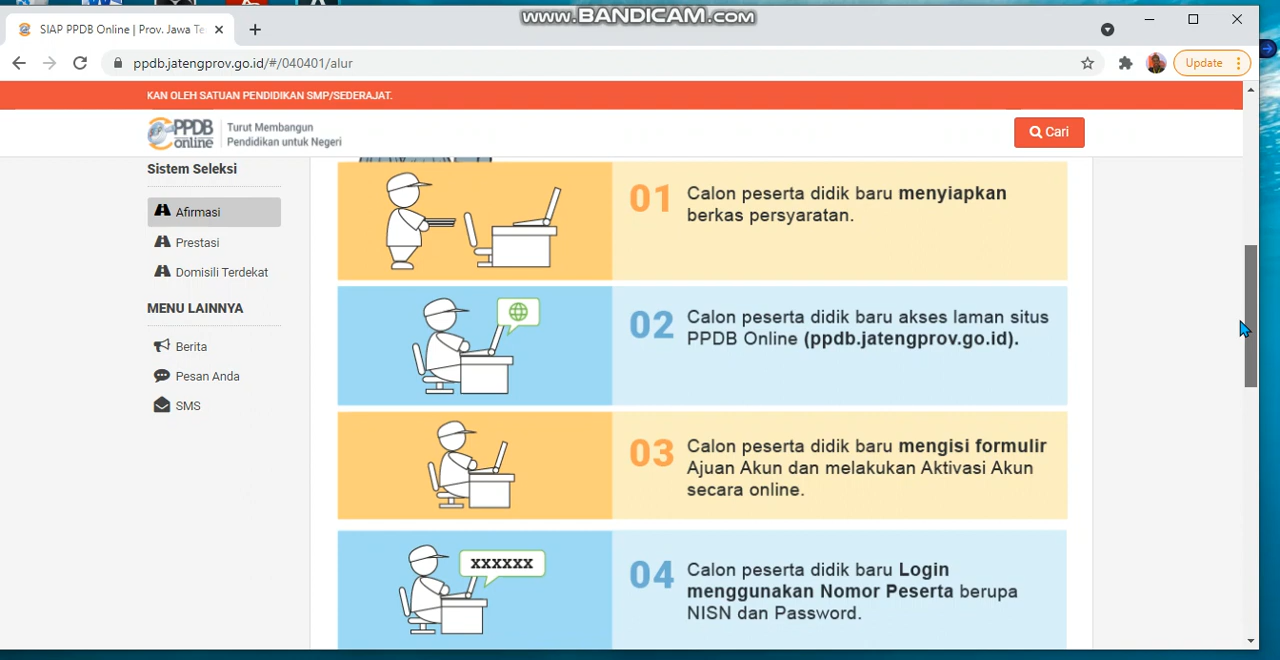 www.BANDICAM.com
SIAP PPDB Online | Prov. Jawa Te
ppdb.jatengprov.go.id/#/040401/alur
Update
KAN OLEH SATUAN PENDIDIKAN SMP/SEDERAJAT.
PPDB online
Turut Membangun
Pendidikan untuk Negeri
Cari
Sistem Seleksi
Afirmasi
Prestasi
Domisili Terdekat
MENU LAINNYA
Berita
Pesan Anda
SMS
01
Calon peserta didik baru menyiapkan
berkas persyaratan.
02
Calon peserta didik baru akses laman situs
PPDB Online (ppdb.jatengprov.go.id).
03
Calon peserta didik baru mengisi formulir
Ajuan Akun dan melakukan Aktivasi Akun
secara online.
XXXXXX
04
Calon peserta didik baru Login
menggunakan Nomor Peserta berupa
NISN dan Password.